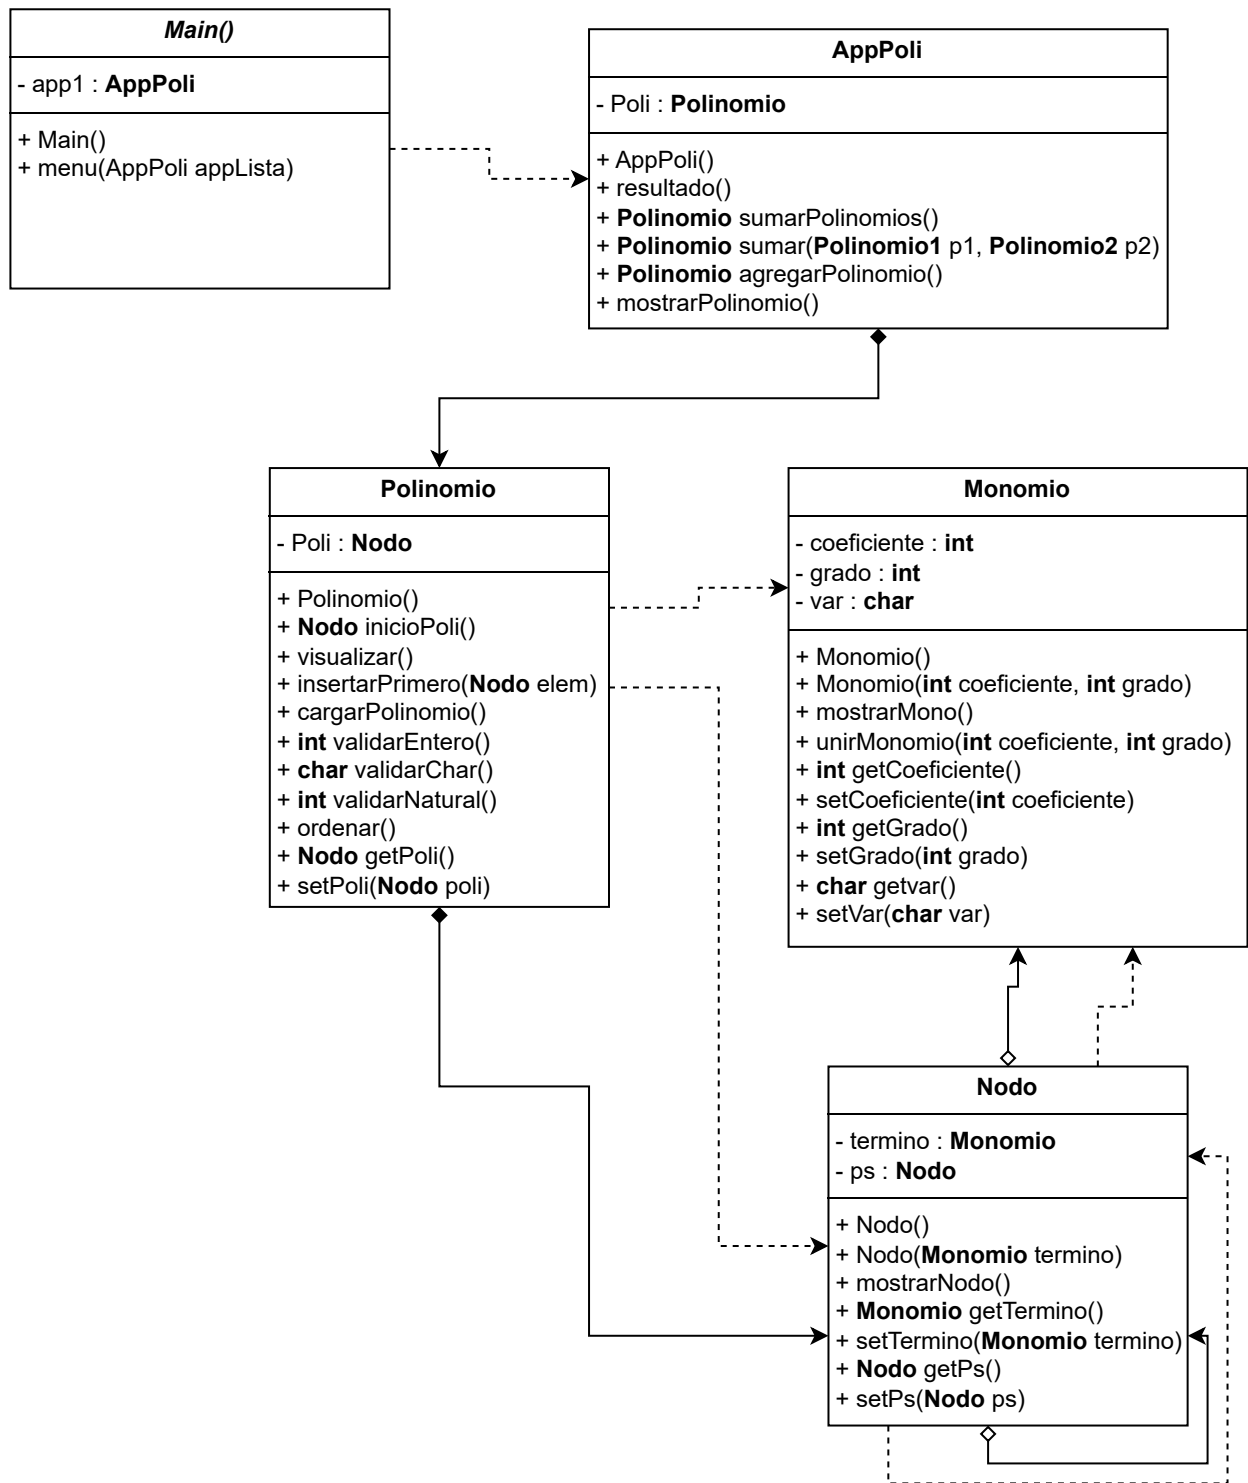 Main()
- app1 : AppPoli
+ Main()
+ menu(AppPoli appLista)
AppPoli
- Poli : Polinomio
+ AppPoli()
+ resultado()
+ Polinomio sumarPolinomios()
+ Polinomio sumar(Polinomio1 p1, Polinomio2 p2)
+ Polinomio agregarPolinomio()
+ mostrarPolinomio()
Polinomio
- Poli : Nodo
+ Polinomio()
+ Nodo inicioPoli()
+ visualizar()
+ insertarPrimero(Nodo elem)
+ cargarPolinomio()
+ int validarEntero()
+ char validarChar()
+ int validarNatural()
+ ordenar()
+ Nodo getPoli()
+ setPoli(Nodo poli)
Monomio
- coeficiente : int
- grado : int
- var : char
+ Monomio()
+ Monomio(int coeficiente, int grado)
+ mostrarMono()
+ unirMonomio(int coeficiente, int grado)
+ int getCoeficiente()
+ setCoeficiente(int coeficiente)
+ int getGrado()
+ setGrado(int grado)
+ char getvar()
+ setVar(char var)
Nodo
- termino : Monomio
- ps : Nodo
+ Nodo()
+ Nodo(Monomio termino)
+ mostrarNodo()
+ Monomio getTermino()
+ setTermino(Monomio termino)
+ Nodo getPs()
+ setPs(Nodo ps)